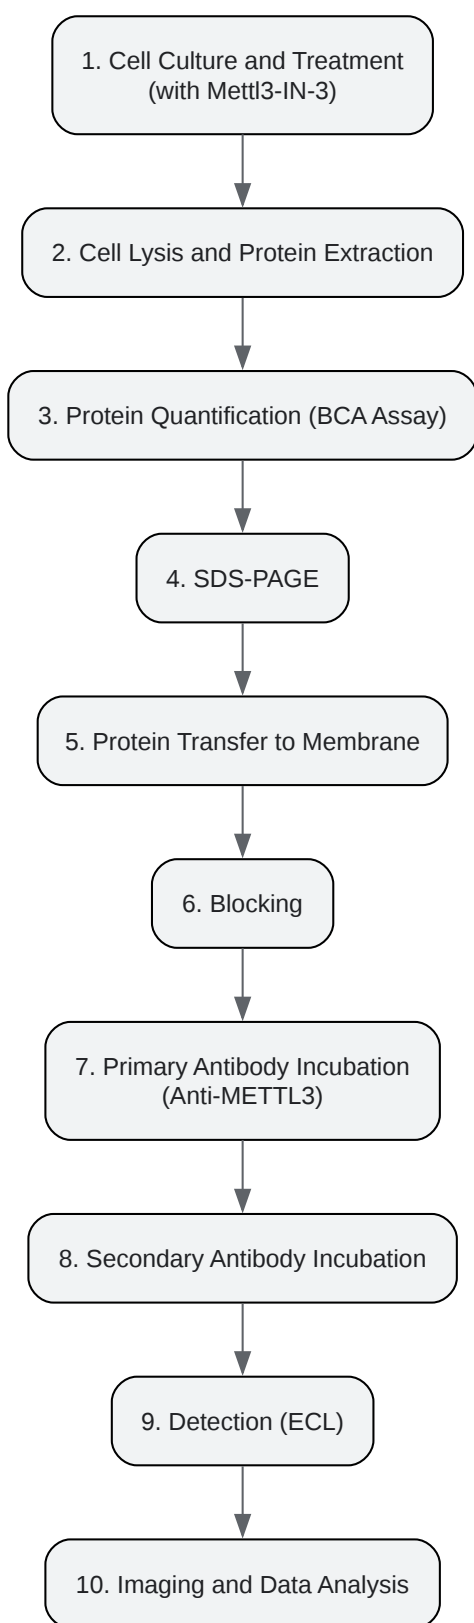 1. Cell Culture and Treatment
(with Mettl3-IN-3)
2. Cell Lysis and Protein Extraction
3. Protein Quantification (BCA Assay)
4. SDS-PAGE
5. Protein Transfer to Membrane
6. Blocking
7. Primary Antibody Incubation
(Anti-METTL3)
8. Secondary Antibody Incubation
9. Detection (ECL)
10. Imaging and Data Analysis